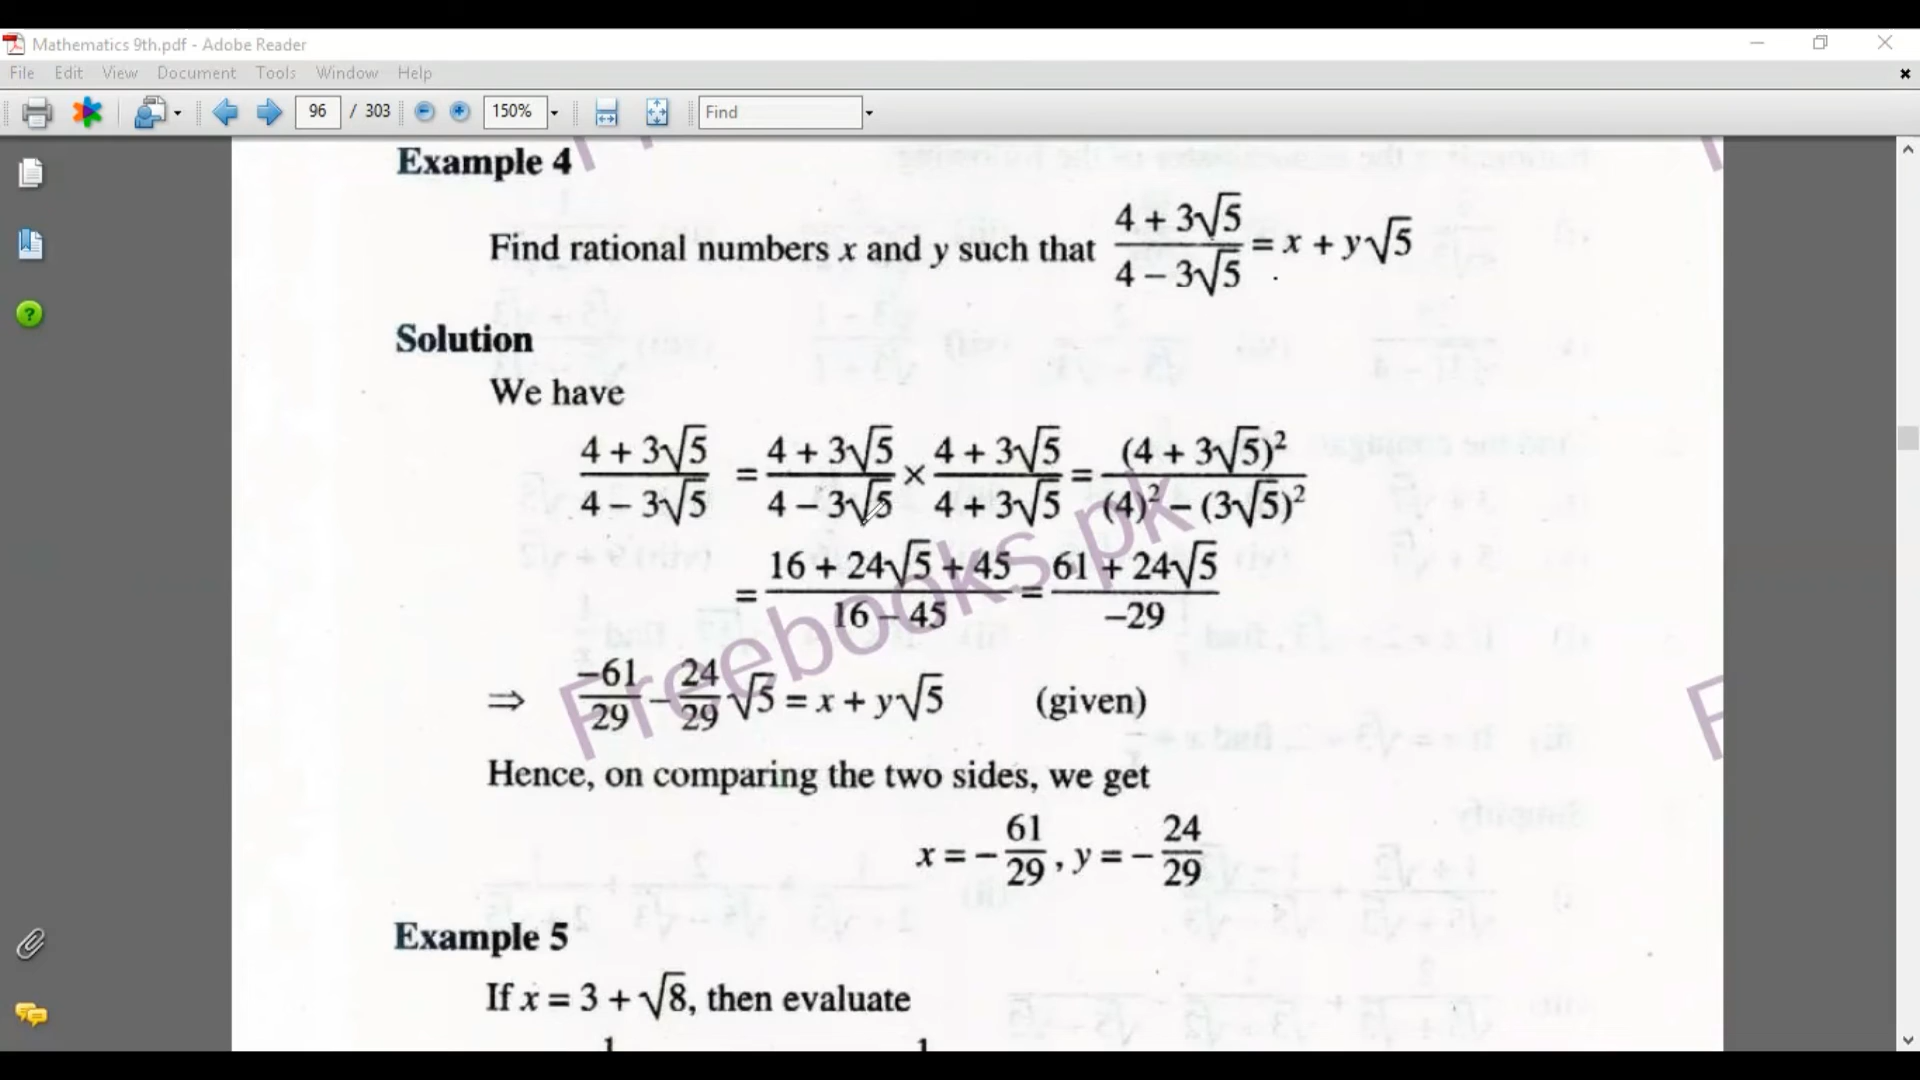 Mathematics 9th.pdf - Adobe Reader
File Edit View Document Tools Window Help
96 / 303 150% Find
Example 4
Find rational numbers x and y such that (4 + 3√5)/(4 – 3√5) = x + y√5
Solution
We have
(4 + 3√5)/(4 – 3√5) = (4 + 3√5)/(4 – 3√5) × (4 + 3√5)/(4 + 3√5) = (4 + 3√5)²/((4)² – (3√5)²)
= (16 + 24√5 + 45)/(16 – 45) = (61 + 24√5)/(–29)
⇒ –61/29 – 24/29 √5 = x + y√5 (given)
Hence, on comparing the two sides, we get
x = – 61/29 , y = – 24/29
Example 5
If x = 3 + √8, then evaluate
Freebooks.pk